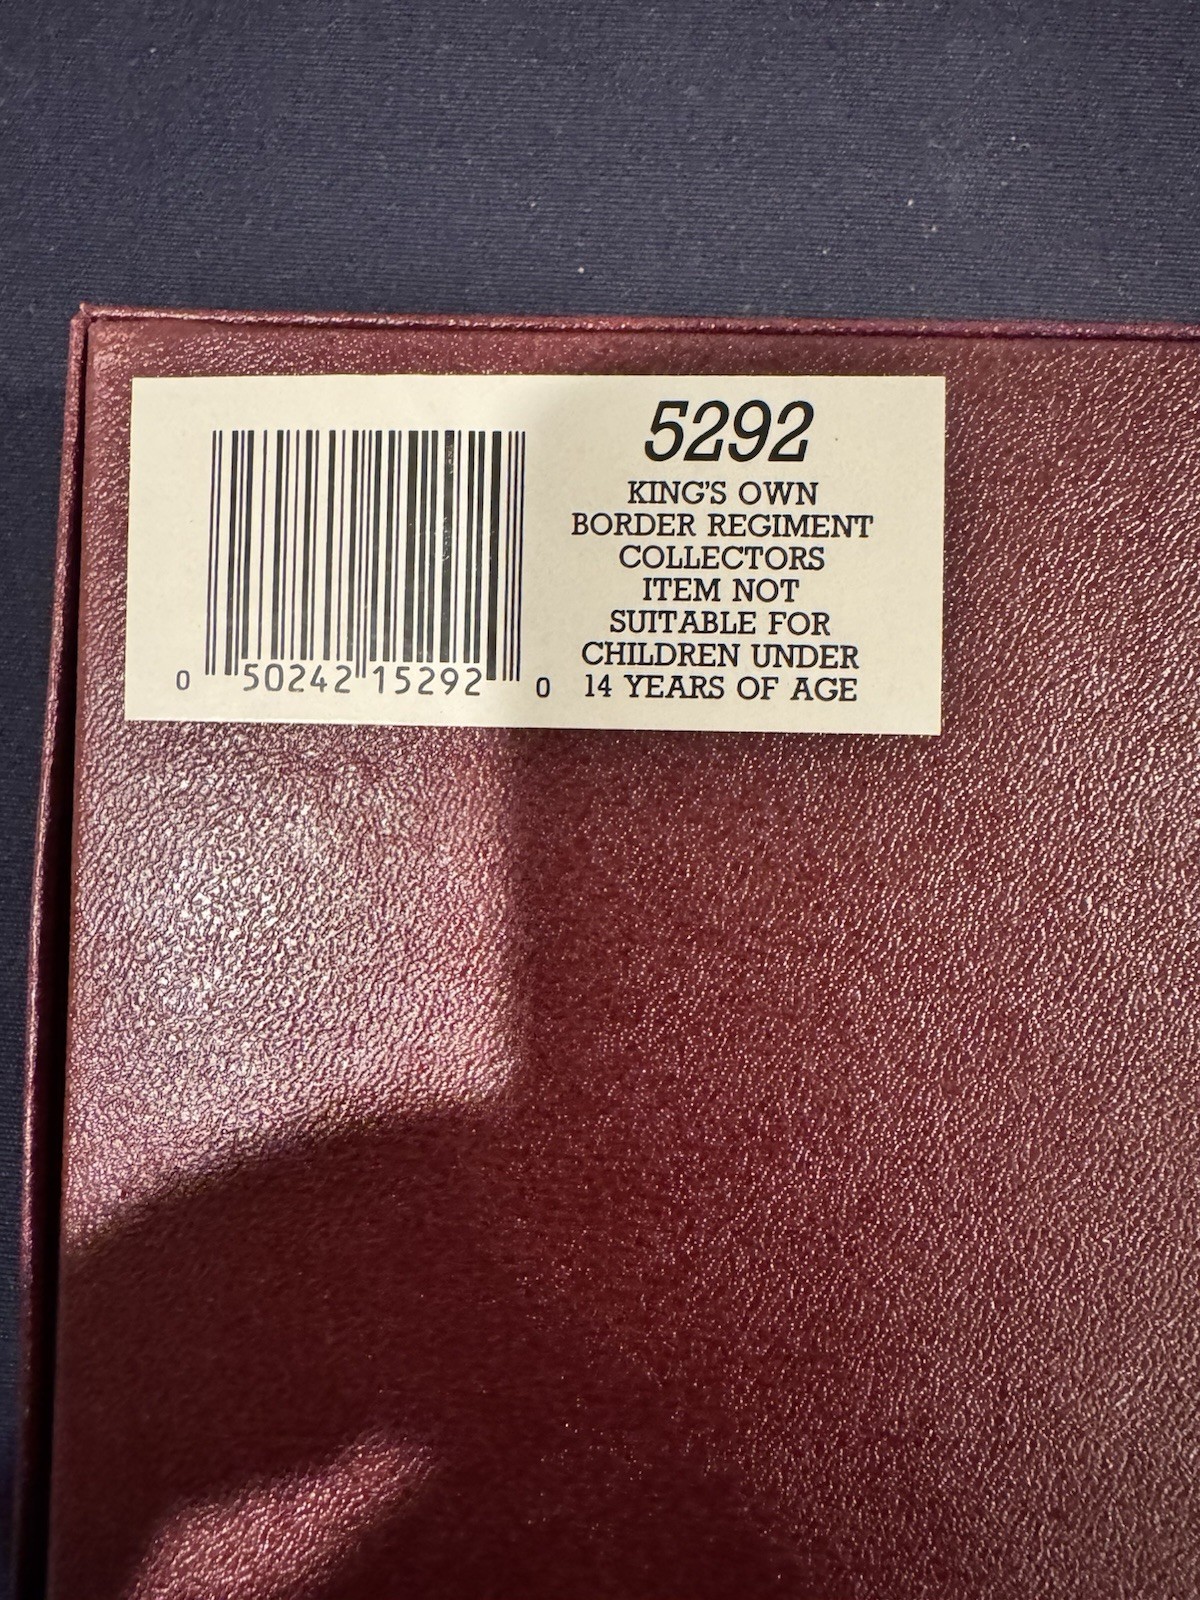 5292
KING'S OWN
BORDER REGIMENT
COLLECTORS
ITEM NOT
SUITABLE FOR
CHILDREN UNDER
14 YEARS OF AGE
0 50242 15292 0